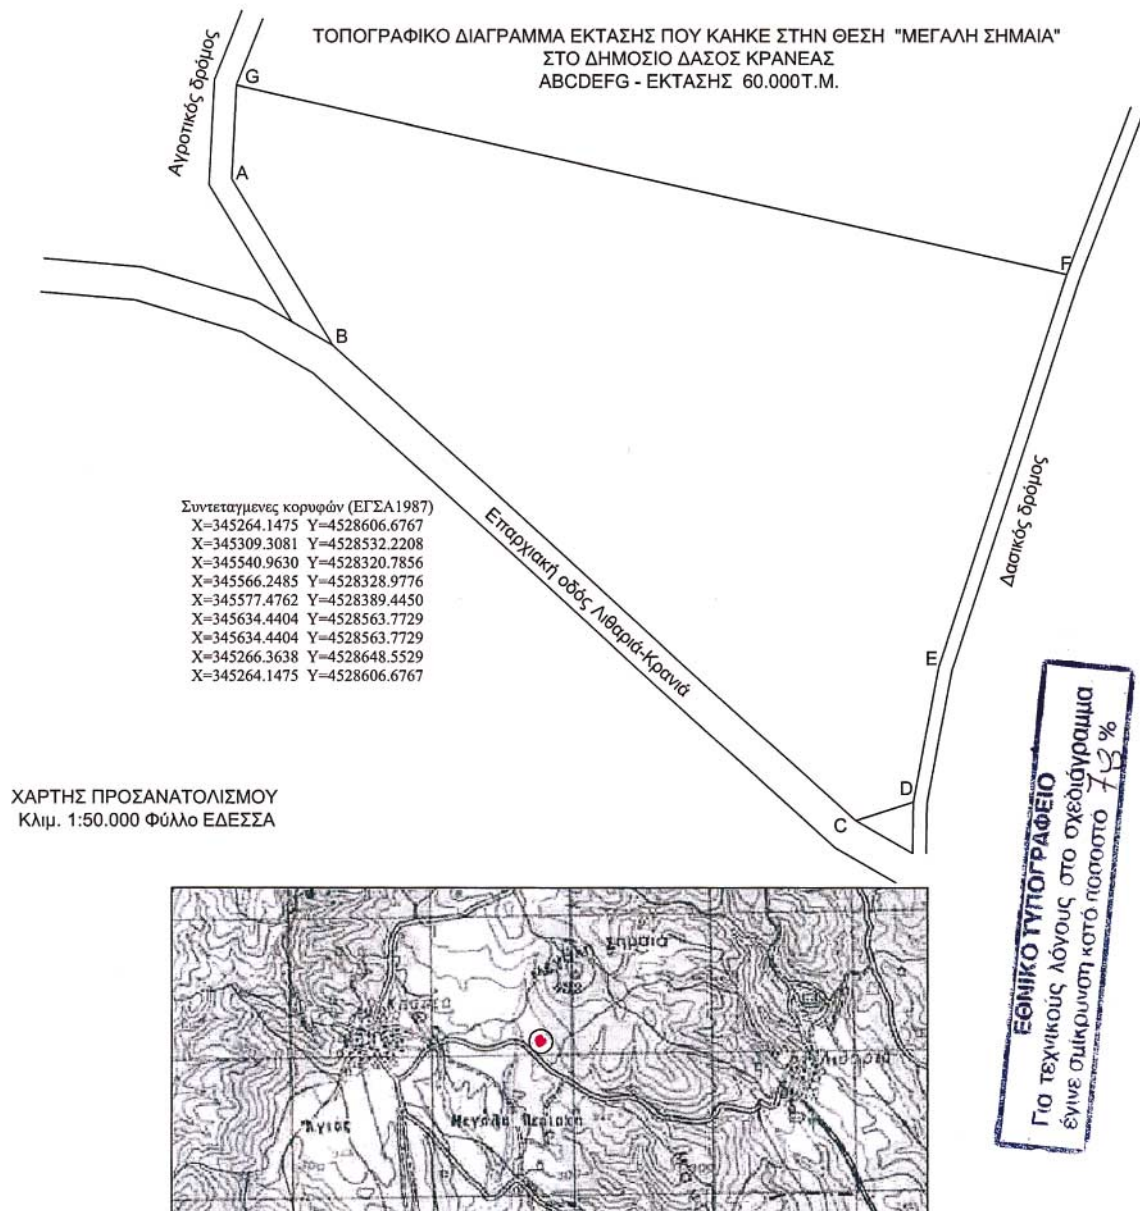 ΤΟΠΟΓΡΑΦΙΚΟ ΔΙΑΓΡΑΜΜΑ ΕΚΤΑΣΗΣ ΠΟΥ ΚΑΗΚΕ ΣΤΗΝ ΘΕΣΗ "ΜΕΓΑΛΗ ΣΗΜΑΙΑ"
ΣΤΟ ΔΗΜΟΣΙΟ ΔΑΣΟΣ ΚΡΑΝΕΑΣ
ABCDEFG - ΕΚΤΑΣΗΣ 60.000Τ.Μ.
Αγροτικός δρόμος
G
A
F
B
Συντεταγμενες κορυφών (ΕΓΣΑ1987)
X=345264.1475 Y=4528606.6767
X=345309.3081 Y=4528532.2208
X=345540.9630 Y=4528320.7856
X=345566.2485 Y=4528328.9776
X=345577.4762 Y=4528389.4450
X=345634.4404 Y=4528563.7729
X=345634.4404 Y=4528563.7729
X=345266.3638 Y=4528648.5529
X=345264.1475 Y=4528606.6767
Επαρχιακή οδός Λιθαριά-Κρανιά
Δασικός δρόμος
E
D
C
ΧΑΡΤΗΣ ΠΡΟΣΑΝΑΤΟΛΙΣΜΟΥ
Κλιμ. 1:50.000 Φύλλο ΕΔΕΣΣΑ
ΕΘΝΙΚΟ ΤΥΠΟΓΡΑΦΕΙΟ
Για τεχνικούς λόγους στο σχεδιάγραμμα
έγινε σμίκρυνση κατά ποσοστό %
Σημαιά
Άγιος
Μεγάλη